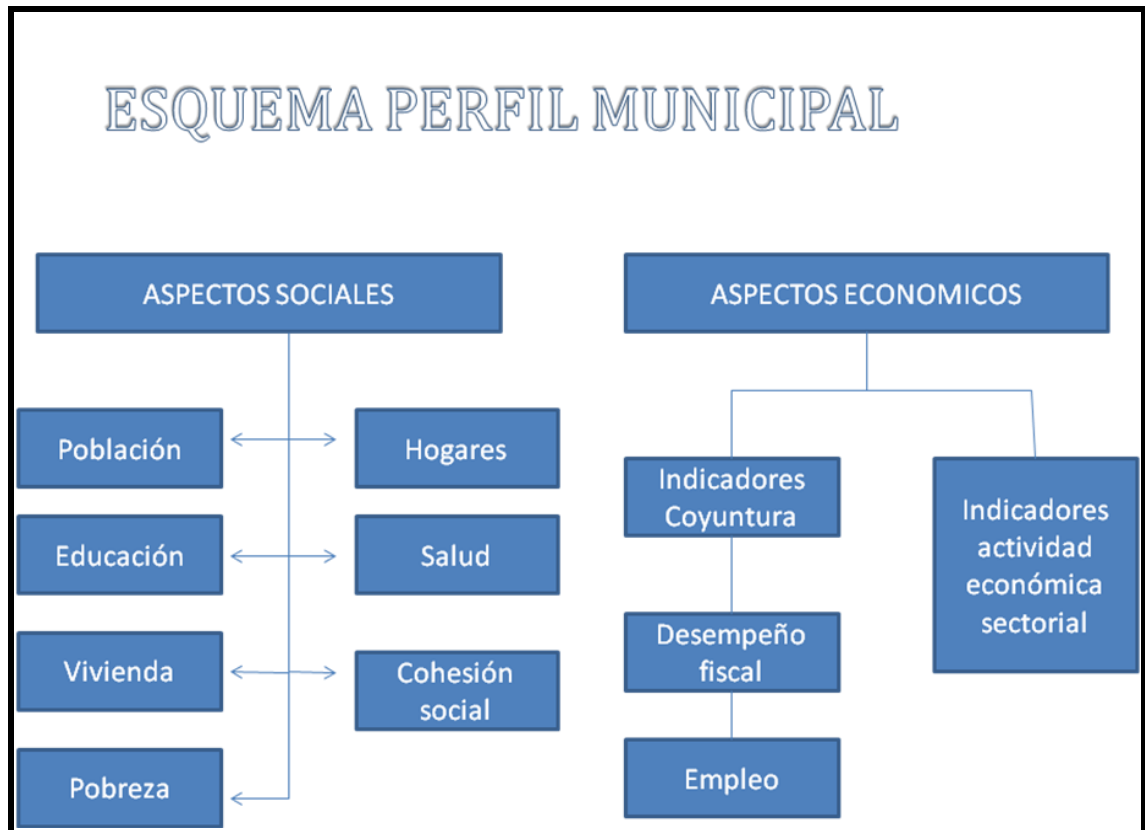 ESQUEMA PERFIL MUNICIPAL
ASPECTOS SOCIALES
Población
Hogares
Educación
Salud
Vivienda
Cohesión
social
Pobreza
ASPECTOS ECONOMICOS
Indicadores
Coyuntura
Desempeño
fiscal
Empleo
Indicadores
actividad
económica
sectorial